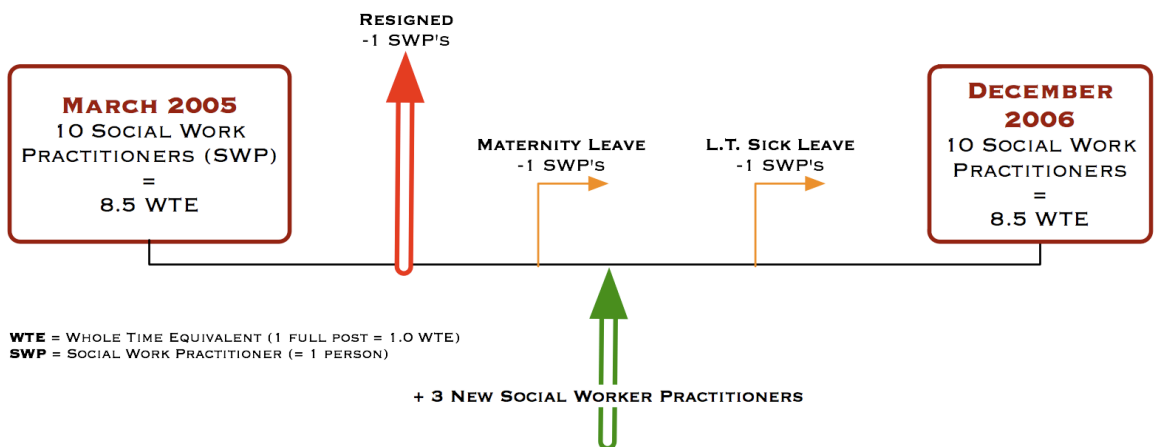 RESIGNED
-1 SWP'S
MARCH 2005
10 SOCIAL WORK
PRACTITIONERS (SWP)
=
8.5 WTE
MATERNITY LEAVE
-1 SWP'S
L.T. SICK LEAVE
-1 SWP'S
DECEMBER
2006
10 SOCIAL WORK
PRACTITIONERS
=
8.5 WTE
WTE = WHOLE TIME EQUIVALENT (1 FULL POST = 1.0 WTE)
SWP = SOCIAL WORK PRACTITIONER (= 1 PERSON)
+ 3 NEW SOCIAL WORKER PRACTITIONERS